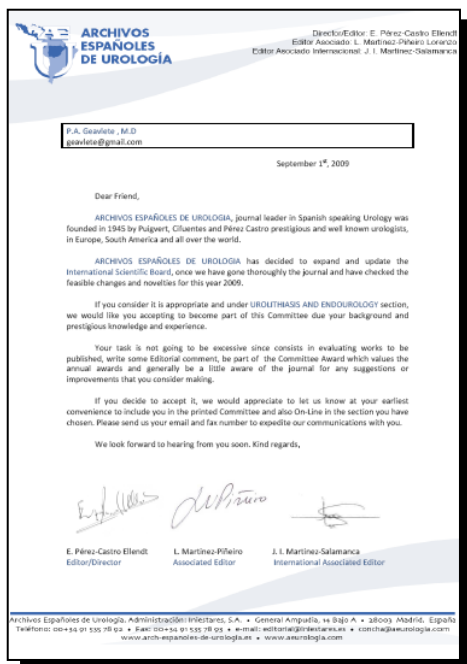 ARCHIVOS
ESPAÑOLES
DE UROLOGÍA
Director/Editor: E. Pérez-Castro Ellendt
Editor Asociado: L. Martínez-Piñeiro Lorenzo
Editor Asociado Internacional: J. I. Martínez-Salamanca
P.A. Geavlete , M.D
geavlete@gmail.com
September 1st, 2009
Dear Friend,
ARCHIVOS ESPAÑOLES DE UROLOGIA, journal leader in Spanish speaking Urology was
founded in 1945 by Puigvert, Cifuentes and Pérez Castro prestigious and well known urologists,
in Europe, South America and all over the world.
ARCHIVOS ESPAÑOLES DE UROLOGIA has decided to expand and update the
International Scientific Board, once we have gone thoroughly the journal and have checked the
feasible changes and novelties for this year 2009.
If you consider it is appropriate and under UROLITHIASIS AND ENDOUROLOGY section,
we would like you accepting to become part of this Committee due your background and
prestigious knowledge and experience.
Your task is not going to be excessive since consists in evaluating works to be
published, write some Editorial comment, be part of the Committee Award which values the
annual awards and generally be a little aware of the journal for any suggestions or
improvements that you consider making.
If you decide to accept it, we would appreciate to let us know at your earliest
convenience to include you in the printed Committee and also On-Line in the section you have
chosen. Please send us your email and fax number to expedite our communications with you.
We look forward to hearing from you soon. Kind regards,
E. Pérez-Castro Ellendt L. Martinez-Piñeiro J. I. Martinez-Salamanca
Editor/Director Associated Editor International Associated Editor
Archivos Españoles de Urología. Administración: Iniestares, S.A. • General Ampudia, 14 Bajo A • 28003 Madrid. España
Teléfono: 00+34 91 535 78 92 • Fax: 00+34 91 535 78 93 • e-mail: editorial@iniestares.es • concha@aeurologia.com
www.arch-espanoles-de-urologia.es • www.aeurologia.com